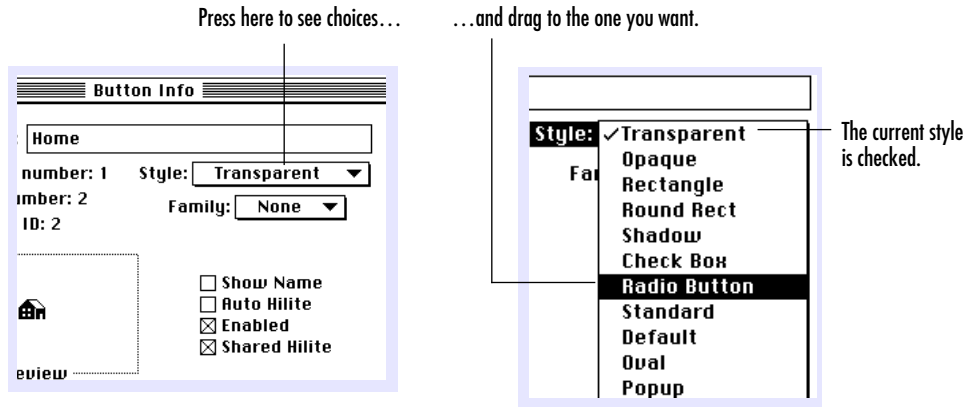 Press here to see choices…
…and drag to the one you want.
Button Info
: Home
number: 1 Style: Transparent
umber: 2 Family: None
ID: 2
Show Name
Auto Hilite
Enabled
Shared Hilite
eview
Style: ✓Transparent
Fa
Opaque
Rectangle
Round Rect
Shadow
Check Box
Radio Button
Standard
Default
Oval
Popup
The current style
is checked.